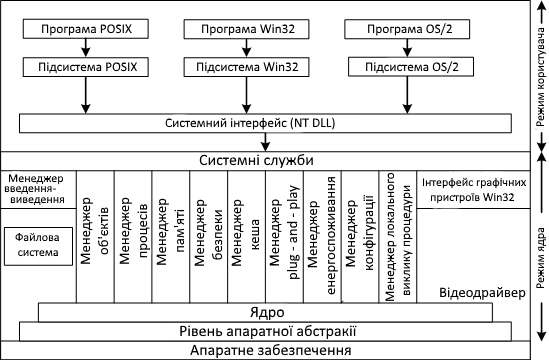 Програма POSIX
Програма Win32
Програма OS/2
Підсистема POSIX
Підсистема Win32
Підсистема OS/2
Системний інтерфейс (NT DLL)
Режим користувача
Системні служби
Менеджер
введення-
виведення
Файлова
система
Менеджер
об'єктів
Менеджер
процесів
Менеджер
пам'яті
Менеджер
безпеки
Менеджер
кеша
Менеджер
plug - and - play
Менеджер
енергоспоживання
Менеджер
конфігурації
Менеджер локального
виклику процедури
Інтерфейс графічних
пристроїв Win32
Відеодрайвер
Режим ядра
Ядро
Рівень апаратної абстракії
Апаратне забезпечення